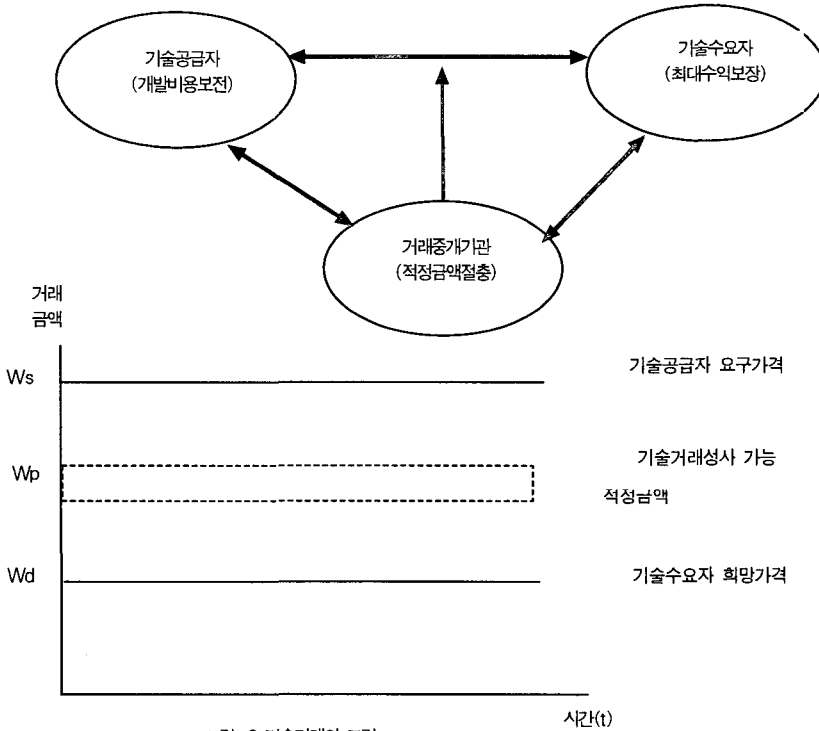 기술공급자
(개발비용보전)
기술수요자
(최대수익보장)
거래중개기관
(적정금액절충)
거래
금액
Ws
기술공급자 요구가격
Wp
기술거래성사 가능
적정금액
Wd
기술수요자 희망가격
시간(t)